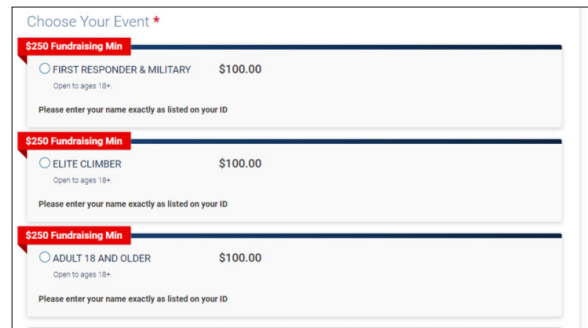 Choose Your Event *
$250 Fundraising Min
FIRST RESPONDER & MILITARY $100.00
Open to ages 18+.
Please enter your name exactly as listed on your ID
$250 Fundraising Min
ELITE CLIMBER $100.00
Open to ages 18+.
Please enter your name exactly as listed on your ID
$250 Fundraising Min
ADULT 18 AND OLDER $100.00
Open to ages 18+.
Please enter your name exactly as listed on your ID